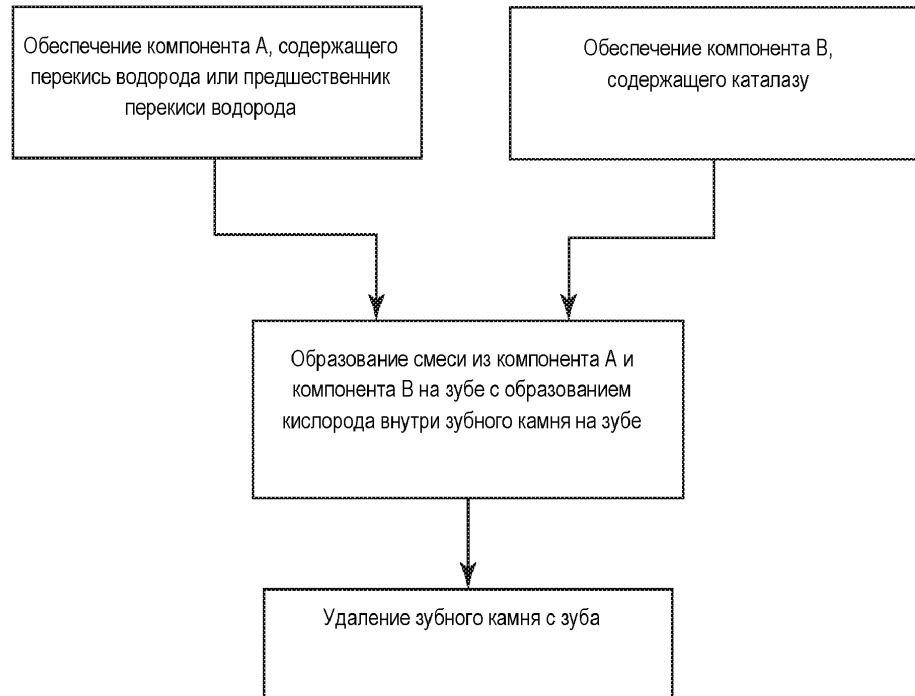 Обеспечение компонента А, содержащего
перекись водорода или предшественник
перекиси водорода
Обеспечение компонента В,
содержащего каталазу
Образование смеси из компонента А и
компонента В на зубе с образованием
кислорода внутри зубного камня на зубе
Удаление зубного камня с зуба